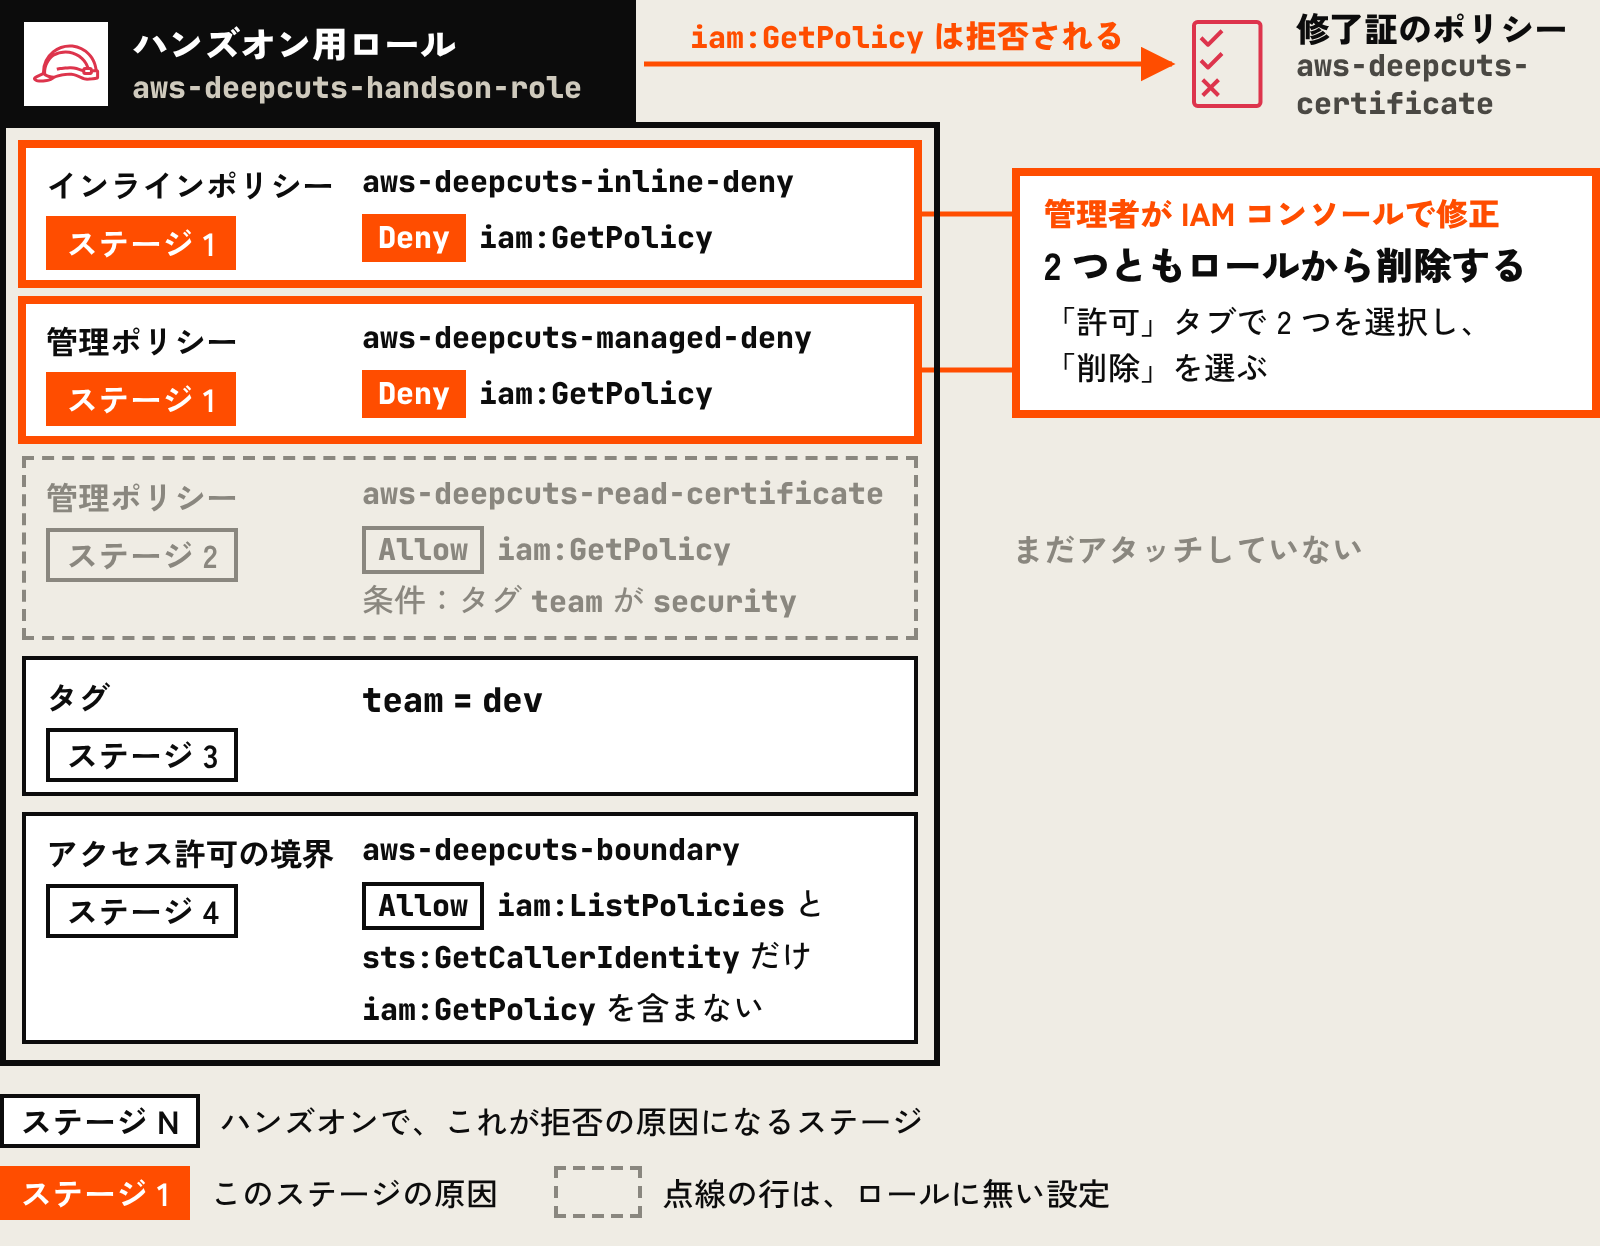 ハンズオン用ロール
aws-deepcuts-handson-role
iam:GetPolicy は拒否される
修了証のポリシー
aws-deepcuts-
certificate
インラインポリシー
aws-deepcuts-inline-deny
ステージ 1
Deny iam:GetPolicy
管理ポリシー
aws-deepcuts-managed-deny
ステージ 1
Deny iam:GetPolicy
管理者が IAM コンソールで修正
2 つともロールから削除する
「許可」タブで 2 つを選択し、
「削除」を選ぶ
管理ポリシー
aws-deepcuts-read-certificate
ステージ 2
Allow iam:GetPolicy
条件：タグ team が security
まだアタッチしていない
タグ
team = dev
ステージ 3
アクセス許可の境界
aws-deepcuts-boundary
ステージ 4
Allow iam:ListPolicies と
sts:GetCallerIdentity だけ
iam:GetPolicy を含まない
ステージ N ハンズオンで、これが拒否の原因になるステージ
ステージ 1 このステージの原因
点線の行は、ロールに無い設定